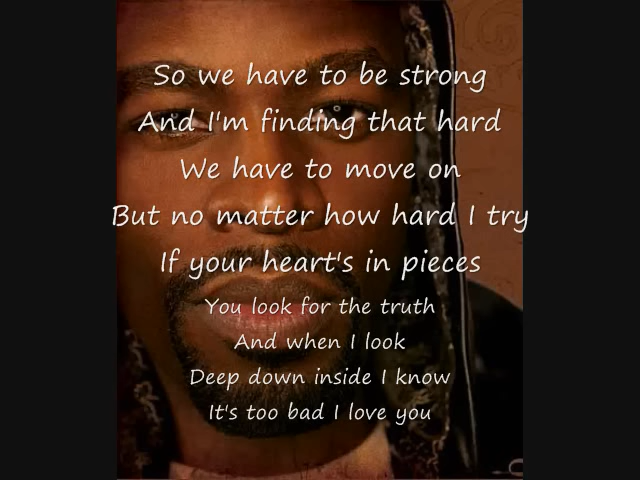 So we have to be strong
And I'm finding that hard
We have to move on
But no matter how hard I try
If your heart's in pieces
You look for the truth
And when I look
Deep down inside I know
It's too bad I love you